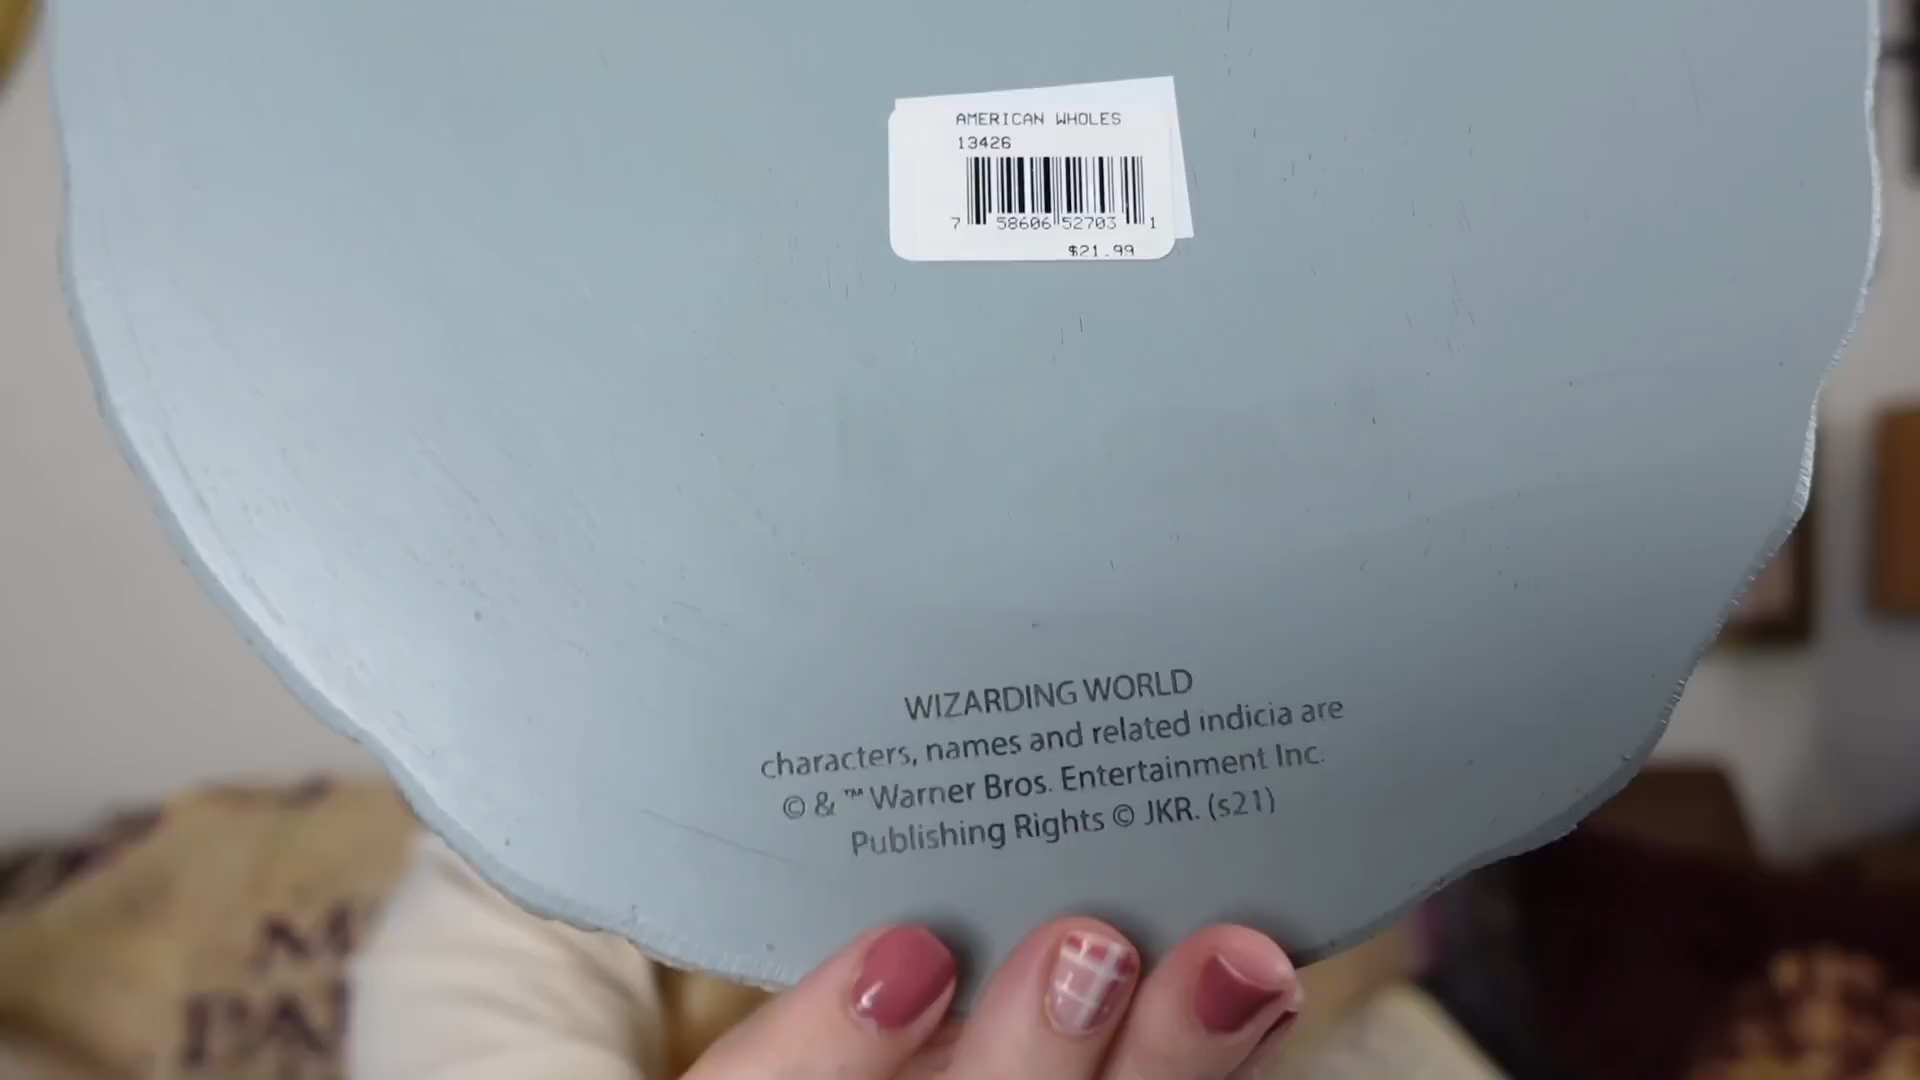 AMERICAN WHOLES
13426
7 58606 52703 1
$21.99
WIZARDING WORLD
characters, names and related indicia are
© & ™ Warner Bros. Entertainment Inc.
Publishing Rights © JKR. (s21)